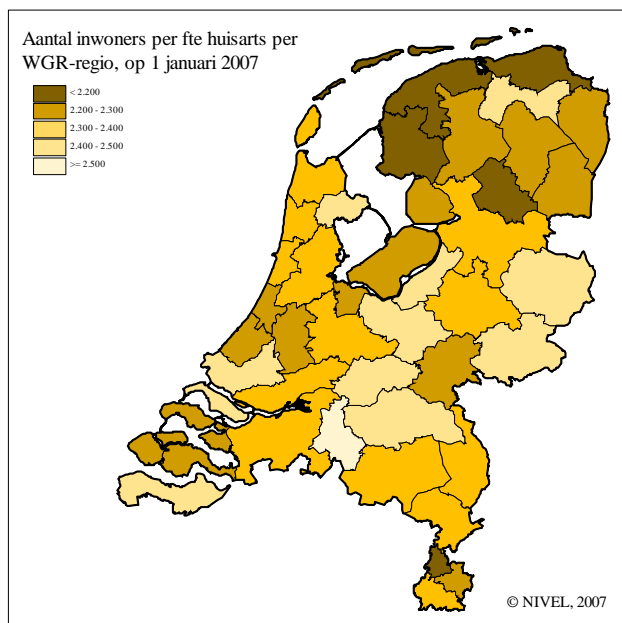 Aantal inwoners per fte huisarts per
WGR-regio, op 1 januari 2007
< 2.200
2.200 - 2.300
2.300 - 2.400
2.400 - 2.500
>= 2.500
© NIVEL, 2007